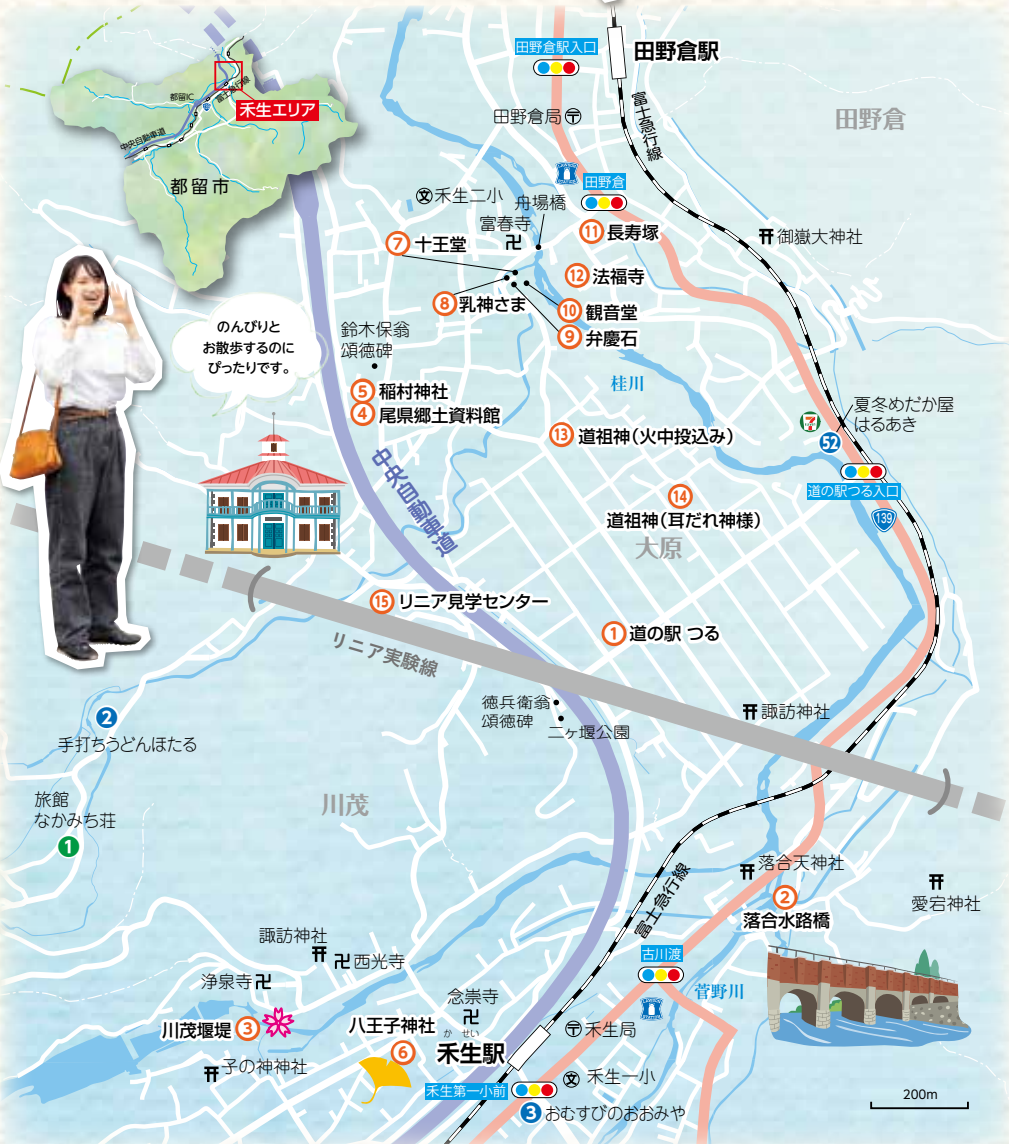 田野倉駅入口
田野倉駅
都留IC
富士急行線
禾生エリア
中央自動車道
都留市
田野倉局
富士急行線
田野倉
文 禾生二小
舟場橋
田野倉
富春寺
⑦ 十王堂
⑪ 長寿塚
御嶽大神社
⑫ 法福寺
⑧ 乳神さま
⑩ 観音堂
⑨ 弁慶石
のんびりと
お散歩するのに
ぴったりです。
鈴木保翁
頌徳碑
桂川
⑤ 稲村神社
④ 尾県郷土資料館
夏冬めだか屋
はるあき
7
52
⑬ 道祖神(火中投込み)
中央自動車道
道の駅つる入口
139
⑭
道祖神(耳だれ神様)
大原
⑮ リニア見学センター
① 道の駅 つる
リニア実験線
徳兵衛翁
頌徳碑
二ヶ堰公園
諏訪神社
2
手打ちうどんほたる
旅館
なかみち荘
1
川茂
富士急行線
落合天神社
②
落合水路橋
愛宕神社
諏訪神社
西光寺
古川渡
浄泉寺
菅野川
念崇寺
川茂堰堤 ③
八王子神社
⑥
かせい
禾生駅
禾生局
子の神神社
禾生第一小前
文 禾生一小
3 おむすびのおおみや
200m